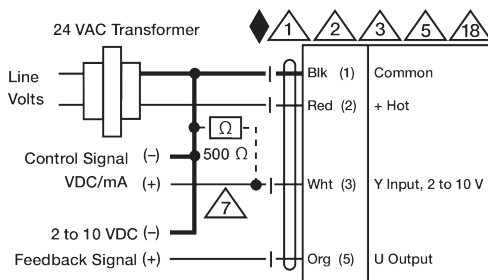 24 VAC Transformer
1 2 3 5 18
Line
Volts
Blk (1) Common
Red (2) + Hot
Ω
500 Ω
Control Signal (-)
VDC/mA (+)
Wht (3) Y Input, 2 to 10 V
7
2 to 10 VDC (-)
Feedback Signal (+)
Org (5) U Output